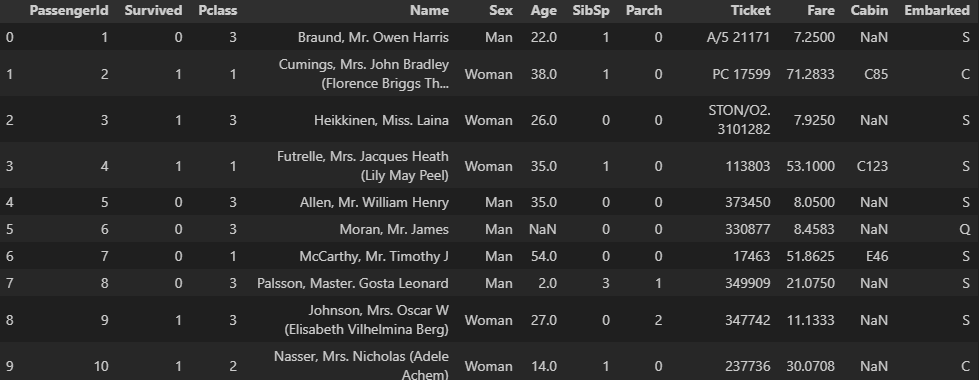 PassengerId Survived Pclass Name Sex Age SibSp Parch Ticket Fare Cabin Embarked
0 1 0 3 Braund, Mr. Owen Harris Man 22.0 1 0 A/5 21171 7.2500 NaN S
1 2 1 1 Cumings, Mrs. John Bradley Woman 38.0 1 0 PC 17599 71.2833 C85 C
(Florence Briggs Th...
2 3 1 3 Heikkinen, Miss. Laina Woman 26.0 0 0 STON/O2. 7.9250 NaN S
3101282
3 4 1 1 Futrelle, Mrs. Jacques Heath Woman 35.0 1 0 113803 53.1000 C123 S
(Lily May Peel)
4 5 0 3 Allen, Mr. William Henry Man 35.0 0 0 373450 8.0500 NaN S
5 6 0 3 Moran, Mr. James Man NaN 0 0 330877 8.4583 NaN Q
6 7 0 1 McCarthy, Mr. Timothy J Man 54.0 0 0 17463 51.8625 E46 S
7 8 0 3 Palsson, Master. Gosta Leonard Man 2.0 3 1 349909 21.0750 NaN S
8 9 1 3 Johnson, Mrs. Oscar W Woman 27.0 0 2 347742 11.1333 NaN S
(Elisabeth Vilhelmina Berg)
9 10 1 2 Nasser, Mrs. Nicholas (Adele Woman 14.0 1 0 237736 30.0708 NaN C
Achem)